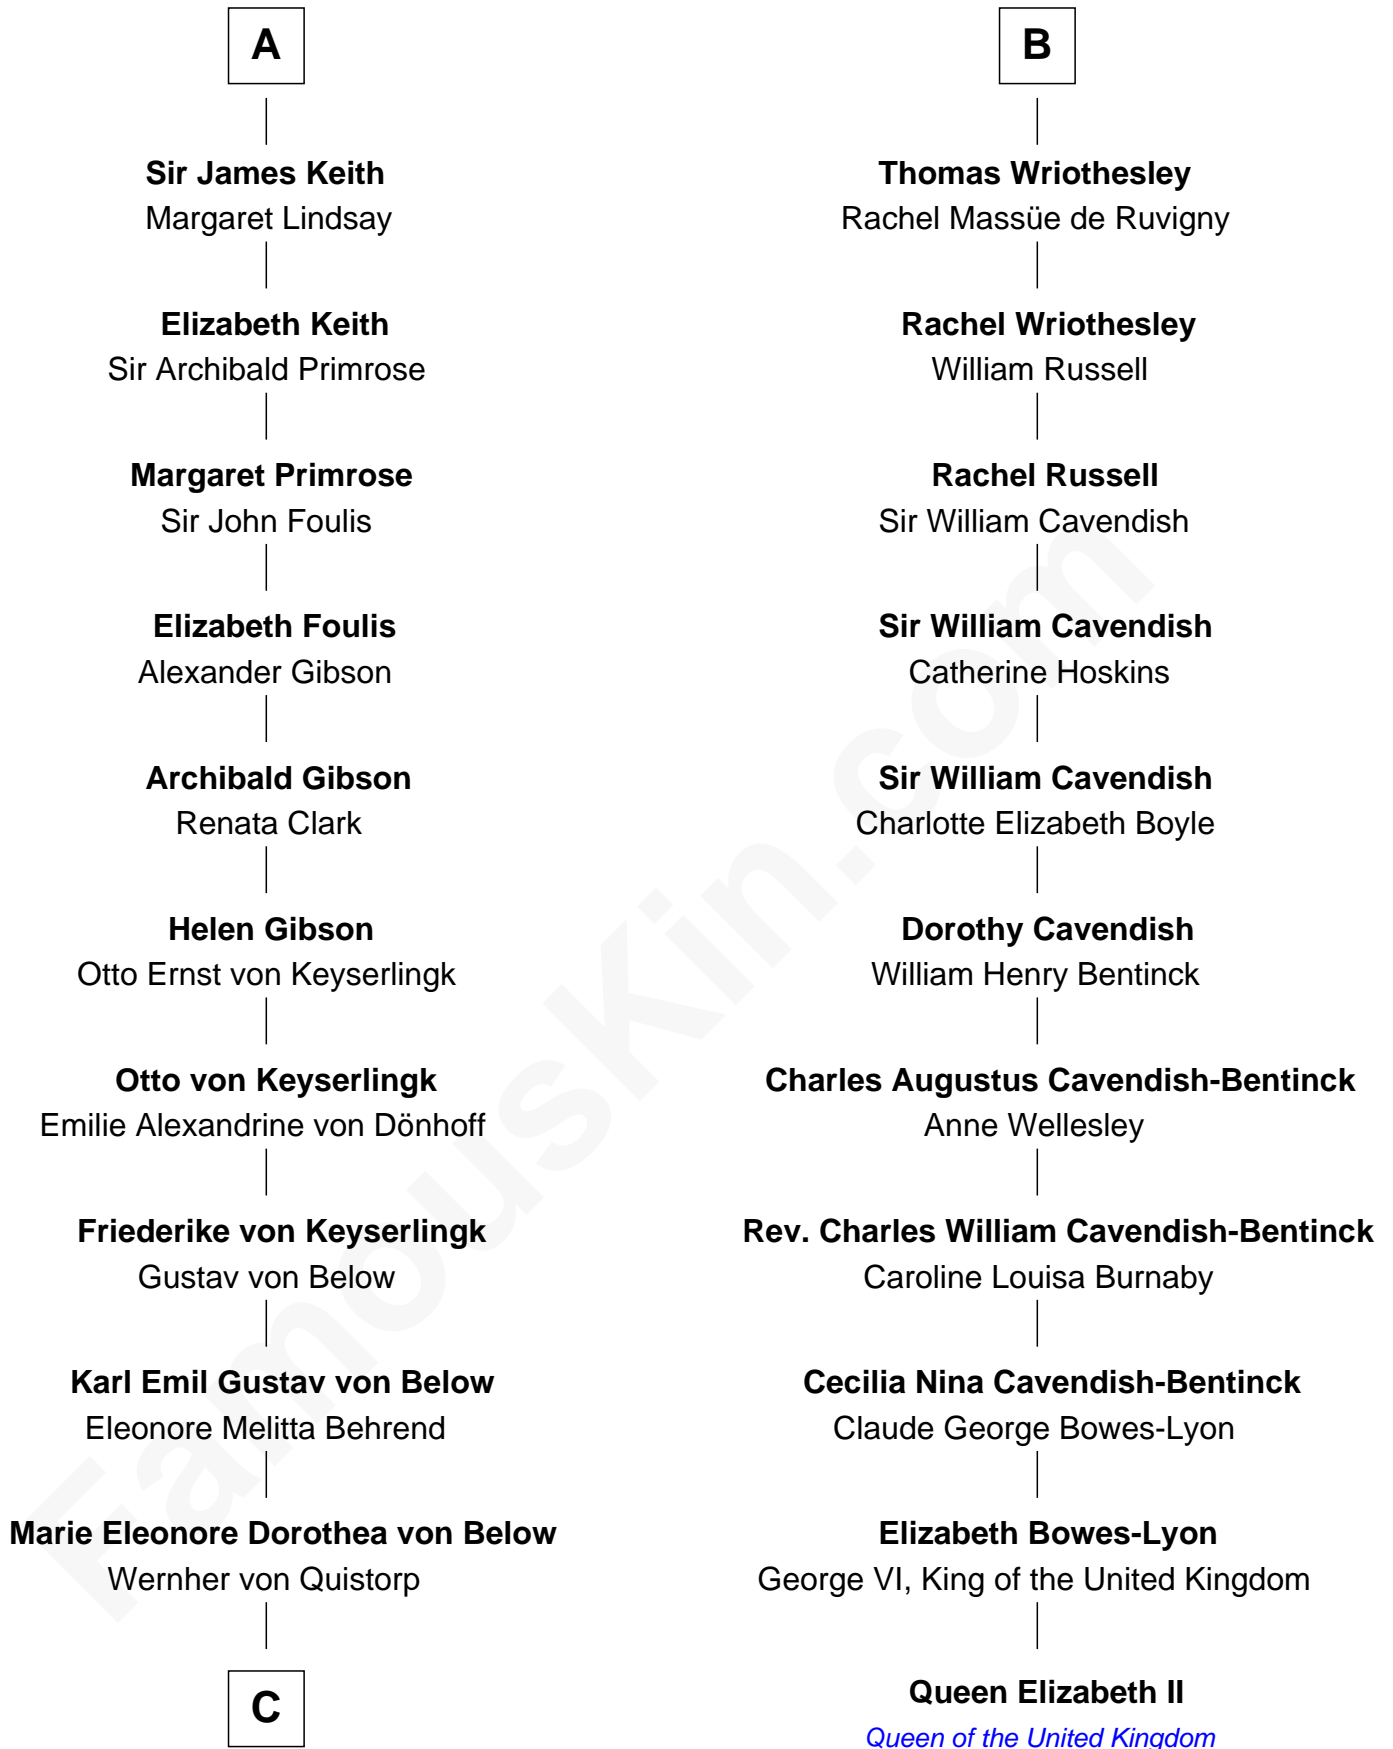 A
Sir James Keith
Margaret Lindsay
Elizabeth Keith
Sir Archibald Primrose
Margaret Primrose
Sir John Foulis
Elizabeth Foulis
Alexander Gibson
Archibald Gibson
Renata Clark
Helen Gibson
Otto Ernst von Keyserlingk
Otto von Keyserlingk
Emilie Alexandrine von Dönhoff
Friederike von Keyserlingk
Gustav von Below
Karl Emil Gustav von Below
Eleonore Melitta Behrend
Marie Eleonore Dorothea von Below
Wernher von Quistorp
C
B
Thomas Wriothesley
Rachel Massüe de Ruvigny
Rachel Wriothesley
William Russell
Rachel Russell
Sir William Cavendish
Sir William Cavendish
Catherine Hoskins
Sir William Cavendish
Charlotte Elizabeth Boyle
Dorothy Cavendish
William Henry Bentinck
Charles Augustus Cavendish-Bentinck
Anne Wellesley
Rev. Charles William Cavendish-Bentinck
Caroline Louisa Burnaby
Cecilia Nina Cavendish-Bentinck
Claude George Bowes-Lyon
Elizabeth Bowes-Lyon
George VI, King of the United Kingdom
Queen Elizabeth II
Queen of the United Kingdom
FamousKin.com